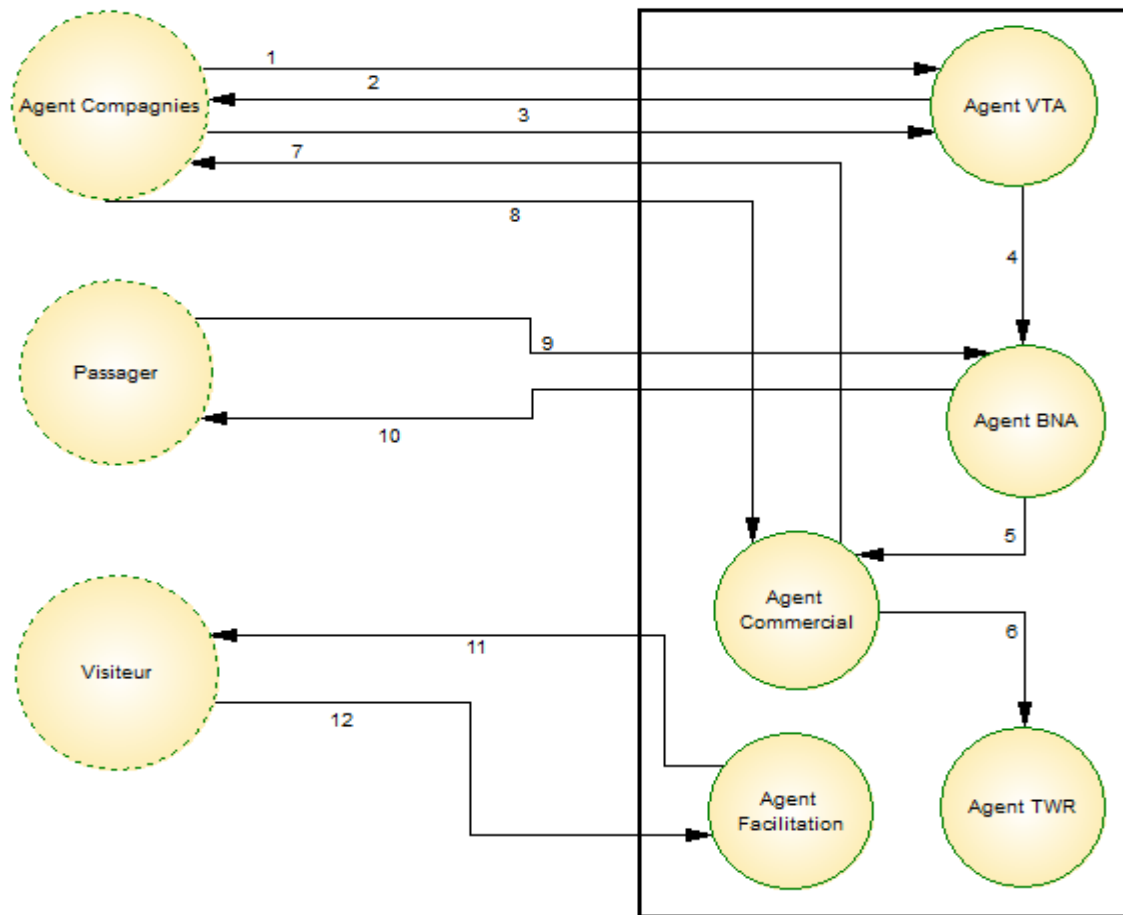 1
2
Agent Compagnies
Agent VTA
3
7
8
4
9
Passager
Agent BNA
10
5
Agent
Commercial
6
11
Visiteur
12
Agent
Facilitation
Agent TWR